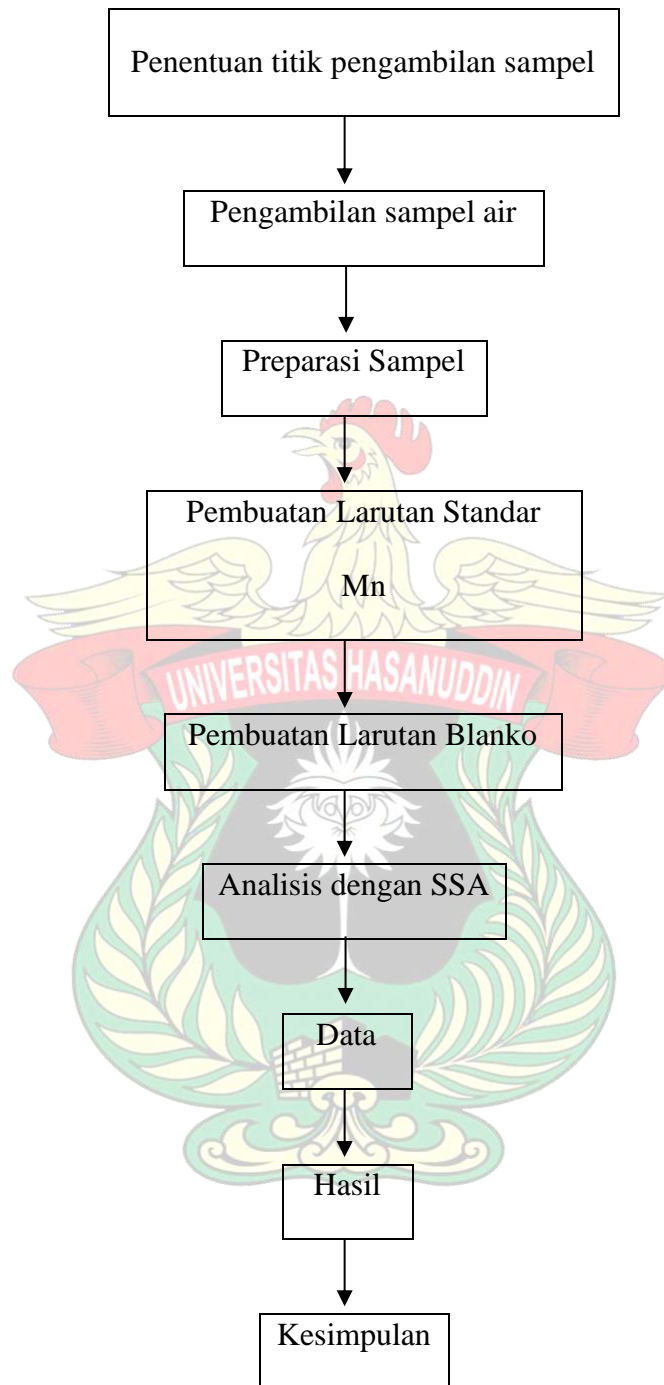 Penentuan titik pengambilan sampel
Pengambilan sampel air
Preparasi Sampel
Pembuatan Larutan Standar
Mn
UNIVERSITAS HASANUDDIN
Pembuatan Larutan Blanko
Analisis dengan SSA
Data
Hasil
Kesimpulan